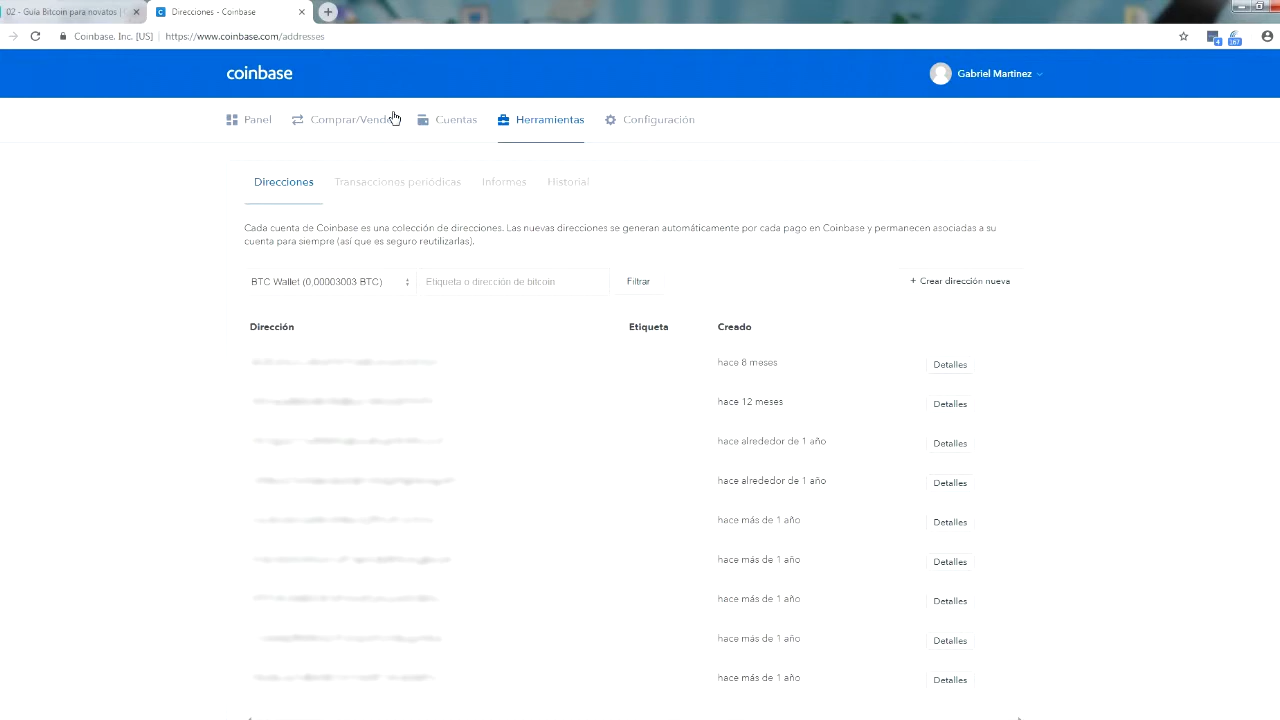 02 - Guía Bitcoin para novatos |
Direcciones - Coinbase
Coinbase, Inc. [US] | https://www.coinbase.com/addresses
4
167
coinbase
Gabriel Martinez
Panel
Comprar/Vende
Cuentas
Herramientas
Configuración
Direcciones
Transacciones periódicas
Informes
Historial
Cada cuenta de Coinbase es una colección de direcciones. Las nuevas direcciones se generan automáticamente por cada pago en Coinbase y permanecen asociadas a su
cuenta para siempre (así que es seguro reutilizarlas).
BTC Wallet (0,00003003 BTC)
Etiqueta o dirección de bitcoin
Filtrar
+ Crear dirección nueva
Dirección Etiqueta Creado
hace 8 meses Detalles
hace 12 meses Detalles
hace alrededor de 1 año Detalles
hace alrededor de 1 año Detalles
hace más de 1 año Detalles
hace más de 1 año Detalles
hace más de 1 año Detalles
hace más de 1 año Detalles
hace más de 1 año Detalles